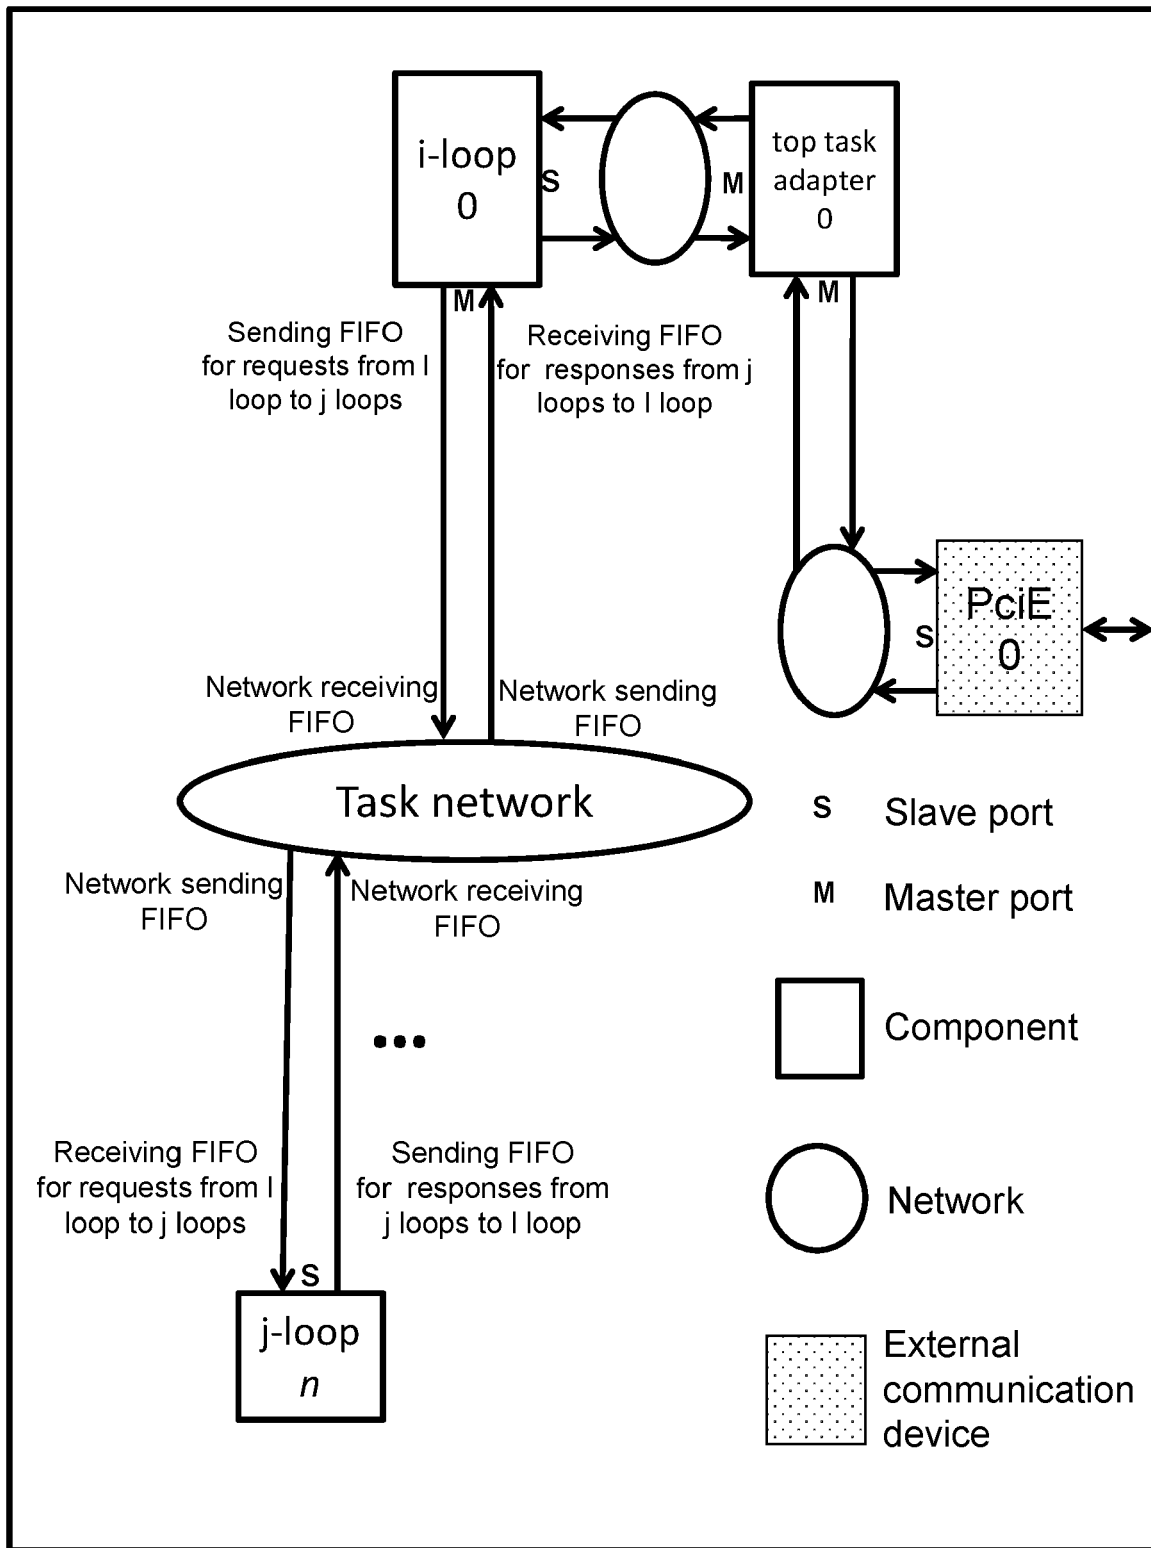 i-loop
0
S
M
top task
adapter
0
M
M
Sending FIFO
for requests from I
loop to j loops
Receiving FIFO
for responses from j
loops to I loop
PciE
0
S
Network receiving
FIFO
Network sending
FIFO
Task network
Network sending
FIFO
Network receiving
FIFO
...
Receiving FIFO
for requests from I
loop to j loops
Sending FIFO
for responses from
j loops to I loop
S
j-loop
n
S Slave port
M Master port
Component
Network
External
communication
device